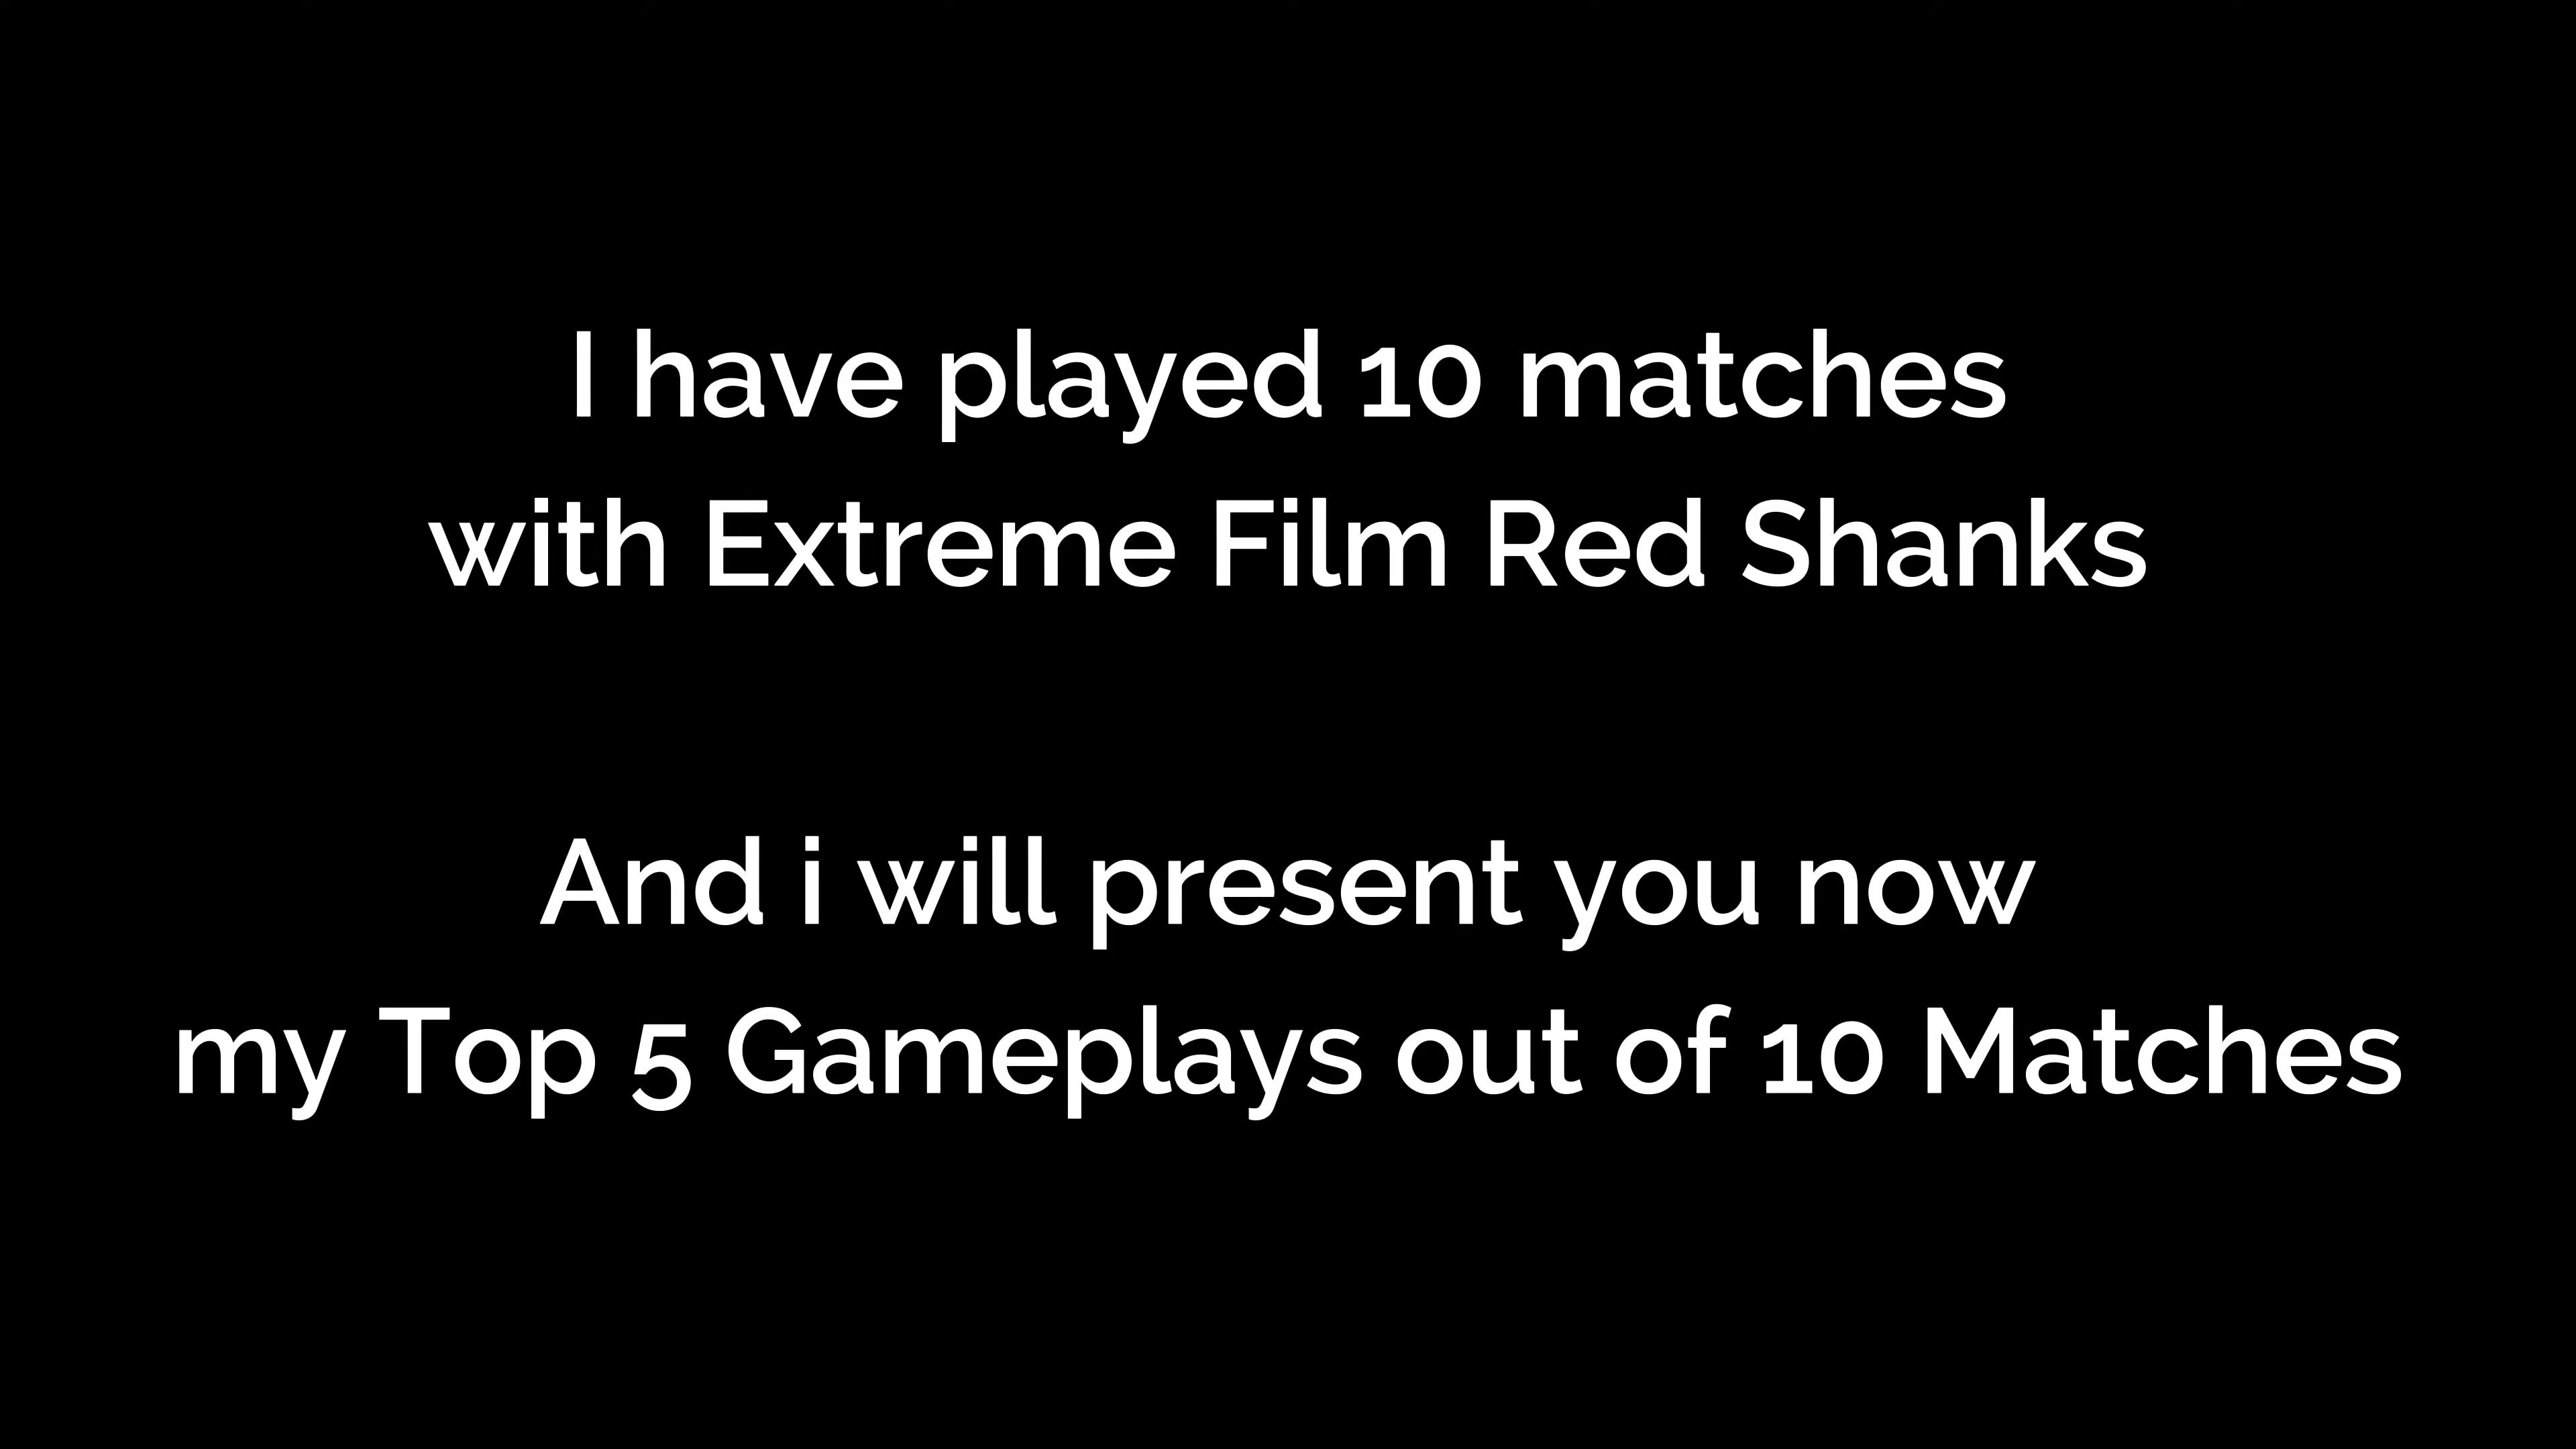 I have played 10 matches
with Extreme Film Red Shanks
And i will present you now
my Top 5 Gameplays out of 10 Matches